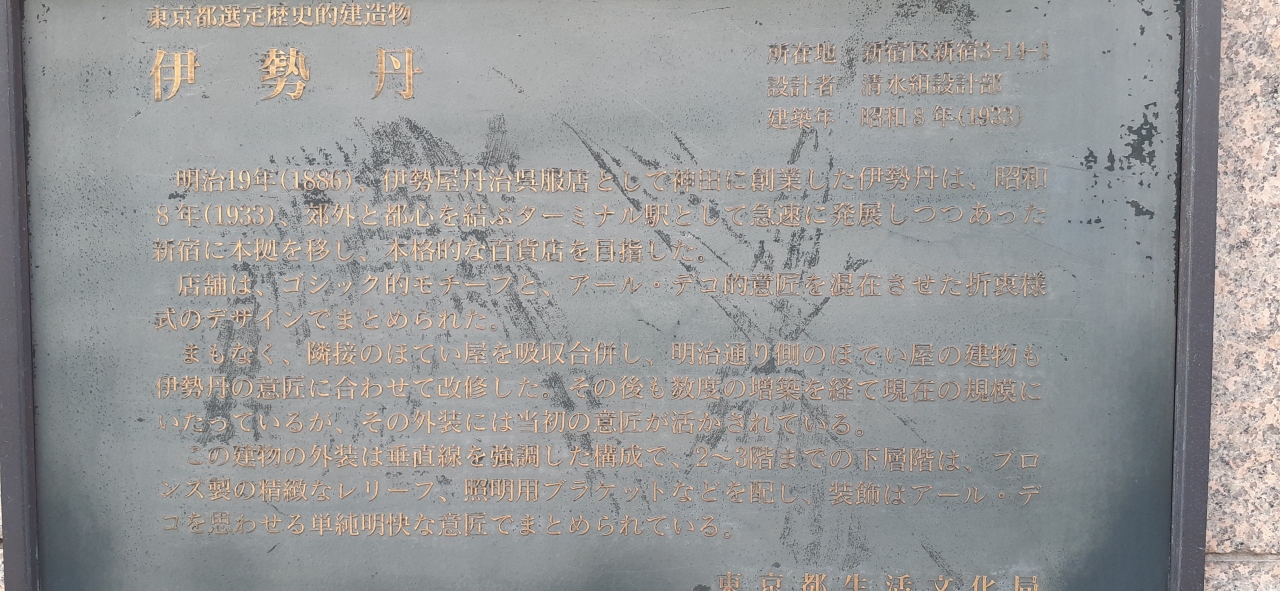 東京都選定歴史的建造物
伊勢丹
所在地 新宿区新宿3-14-1
設計者 清水組設計部
建築年 昭和8年(1933)
明治19年(1886)、伊勢屋丹治呉服店として神田に創業した伊勢丹は、昭和
8年(1933)、郊外と都心を結ぶターミナル駅として急速に発展しつつあった
新宿に本拠を移し、本格的な百貨店を目指した。
店舗は、ゴシック的モチーフと、アール・デコ的意匠を混在させた折衷様
式のデザインでまとめられた。
まもなく、隣接のほてい屋を吸収合併し、明治通り側のほてい屋の建物も
伊勢丹の意匠に合わせて改修した。その後も数度の増築を経て現在の規模に
いたっているが、その外装には当初の意匠が活かされている。
この建物の外装は垂直線を強調した構成で、2〜3階までの下層階は、ブロ
ンズ製の精緻なレリーフ、照明用ブラケットなどを配し、装飾はアール・デ
コを思わせる単純明快な意匠でまとめられている。
東京都生活文化局